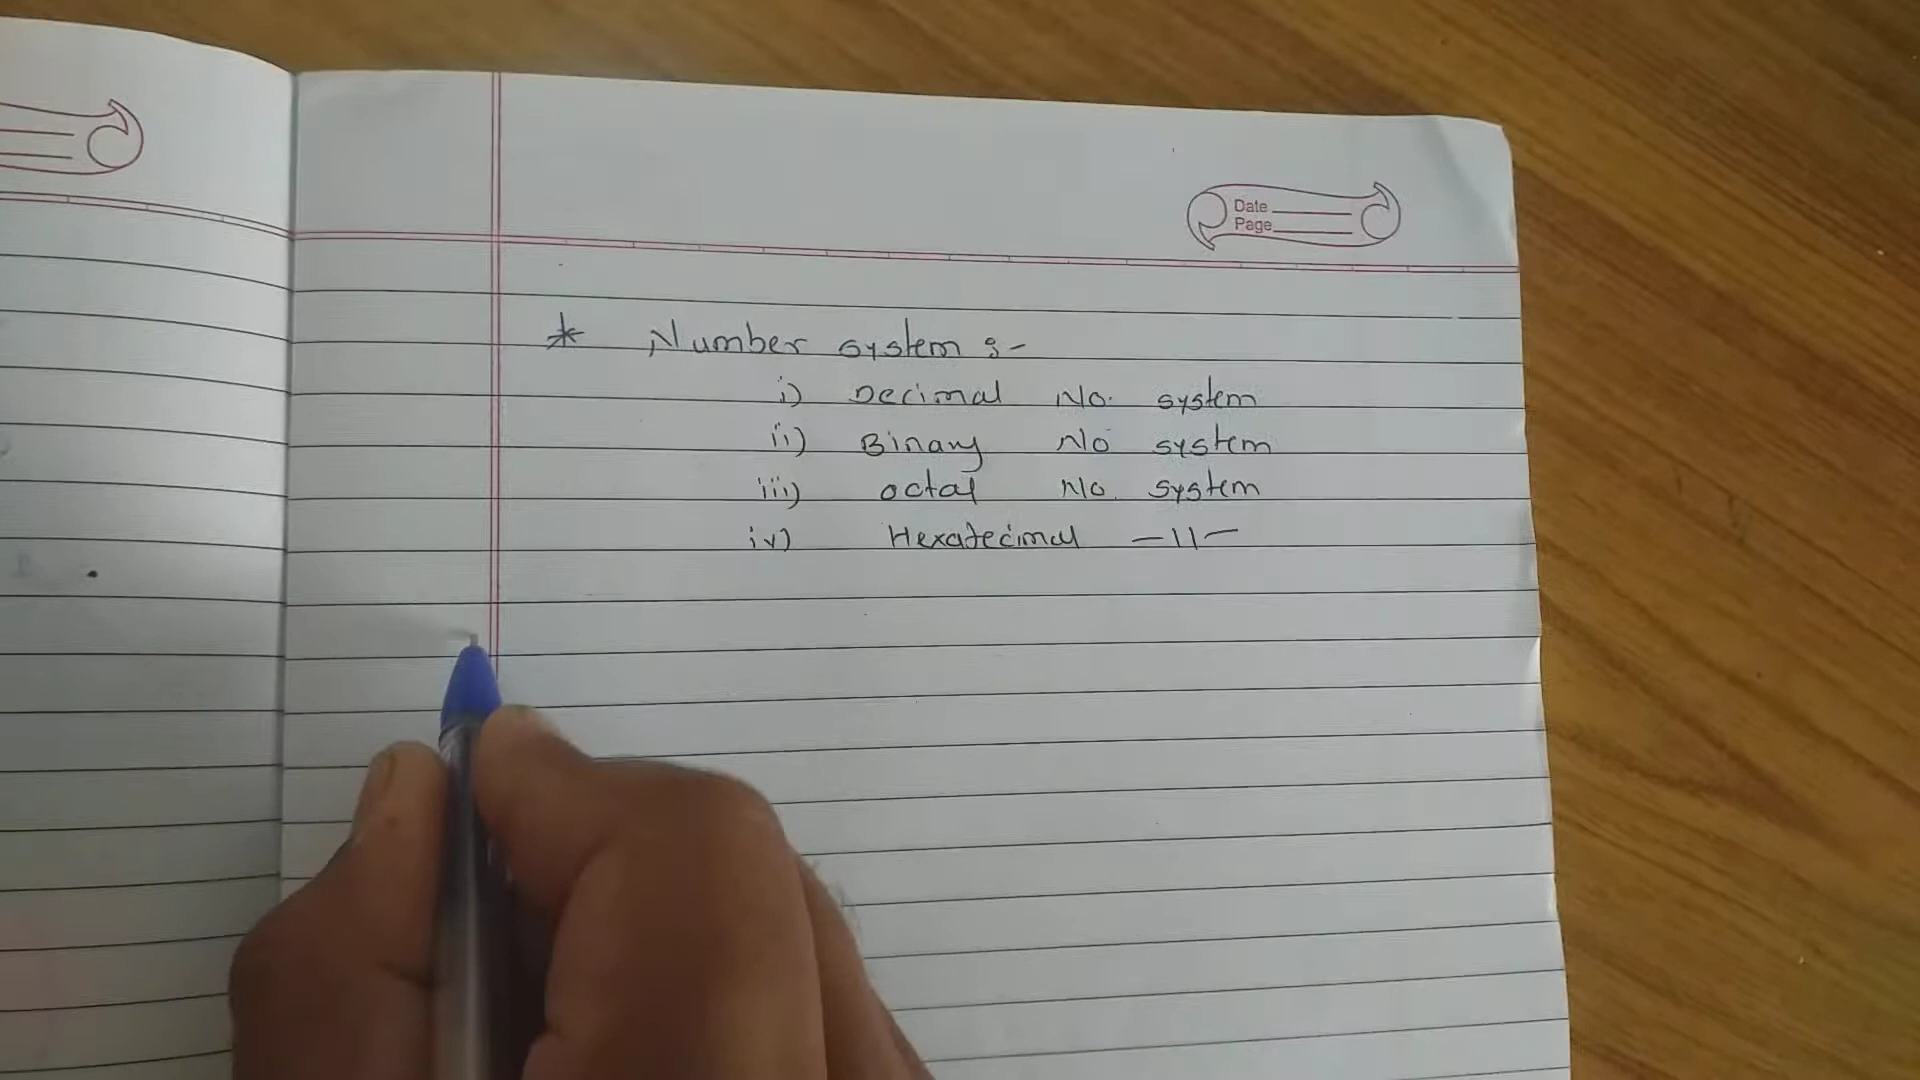 Date
Page
* Number system :-
i) Decimal No. system
ii) Binary No system
iii) octal No. system
iv) Hexadecimal —11—